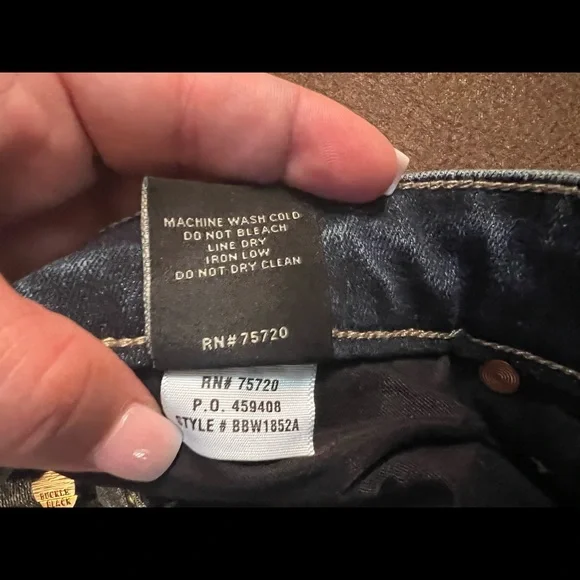 MACHINE WASH COLD
DO NOT BLEACH
LINE DRY
IRON LOW
DO NOT DRY CLEAN
RN# 75720
RN# 75720
P.O. 459408
STYLE # BBW1852A
BUCKLE
BLACK